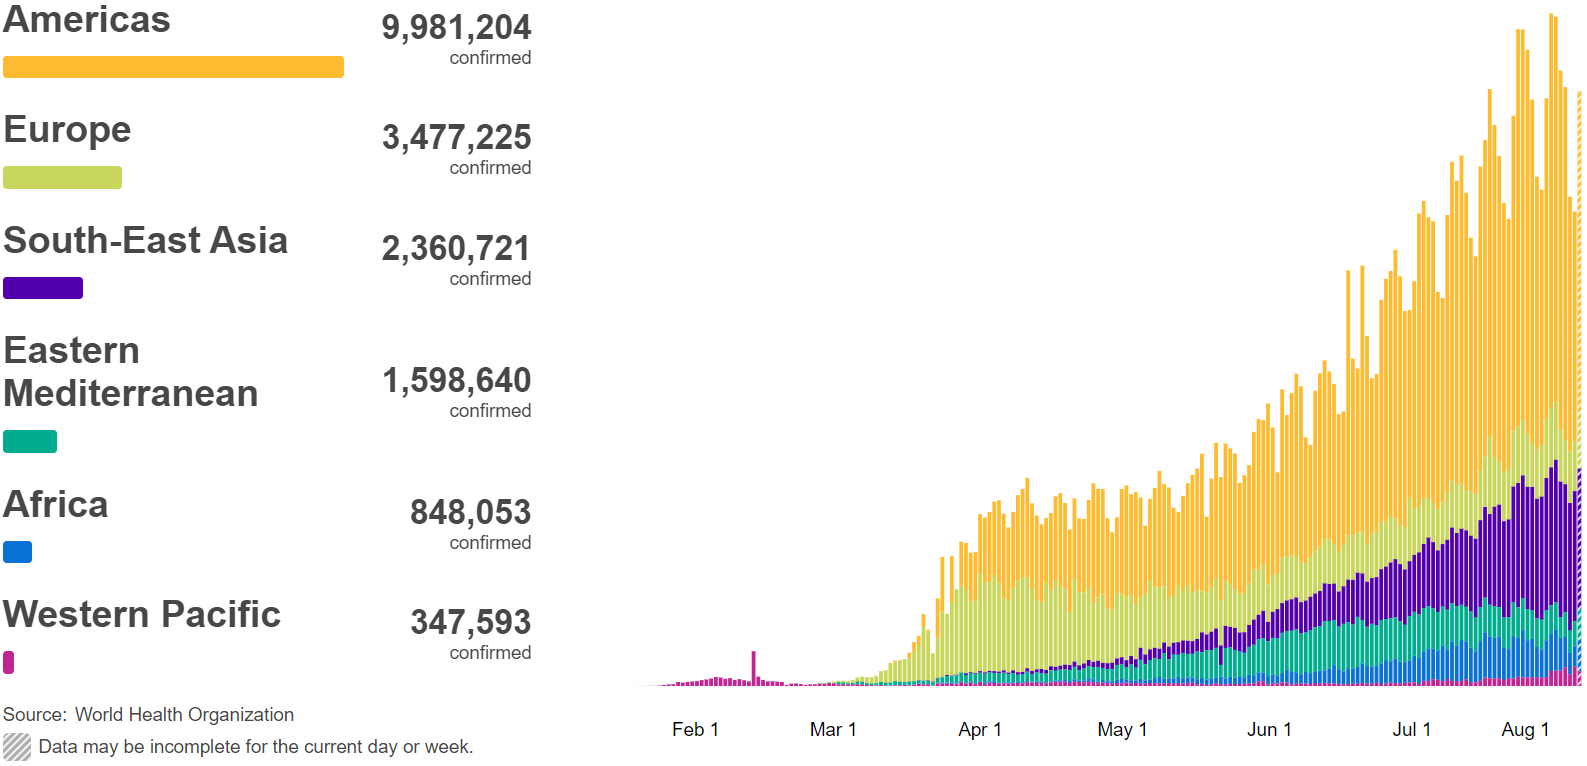 Americas
9,981,204
confirmed
Europe
3,477,225
confirmed
South-East Asia
2,360,721
confirmed
Eastern
Mediterranean
1,598,640
confirmed
Africa
848,053
confirmed
Western Pacific
347,593
confirmed
Source: World Health Organization
Data may be incomplete for the current day or week.
Feb 1 Mar 1 Apr 1 May 1 Jun 1 Jul 1 Aug 1